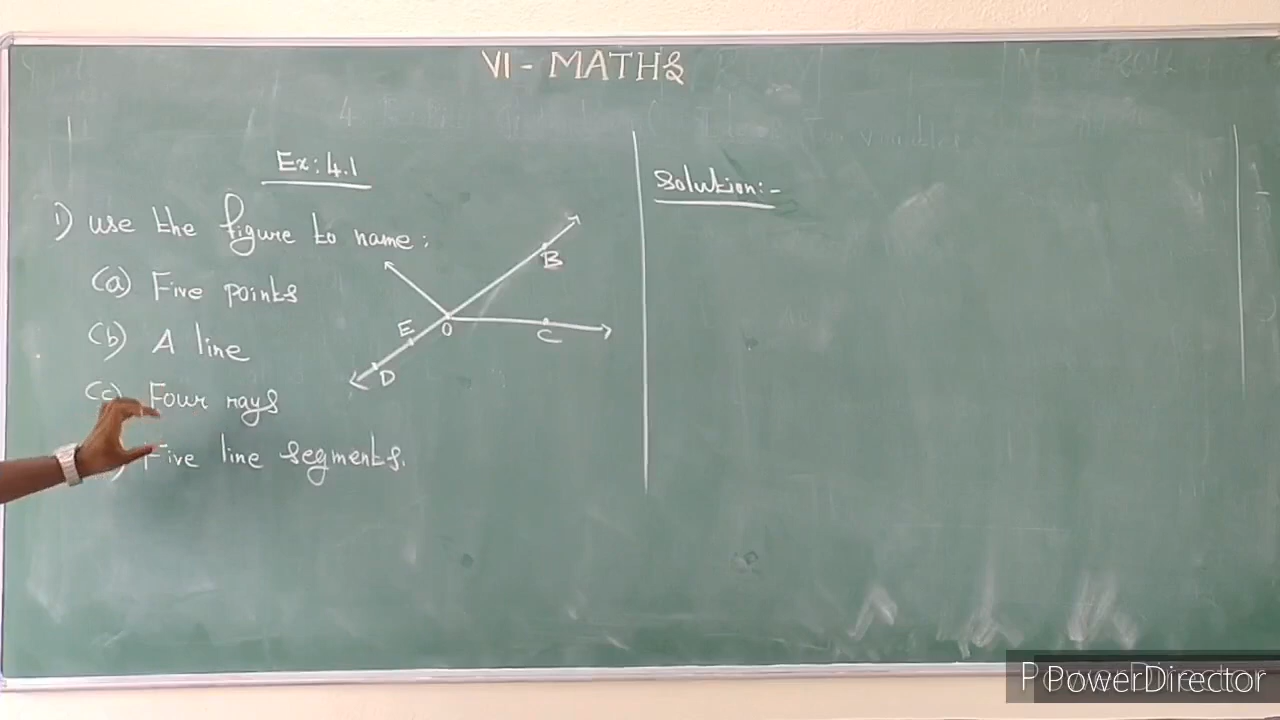 VI - MATHS
Ex: 4.1
1) use the figure to name:
(a) Five points
(b) A line
(c) Four rays
Five line segments.
B
E
O
C
D
Solution:-
PowerDirector